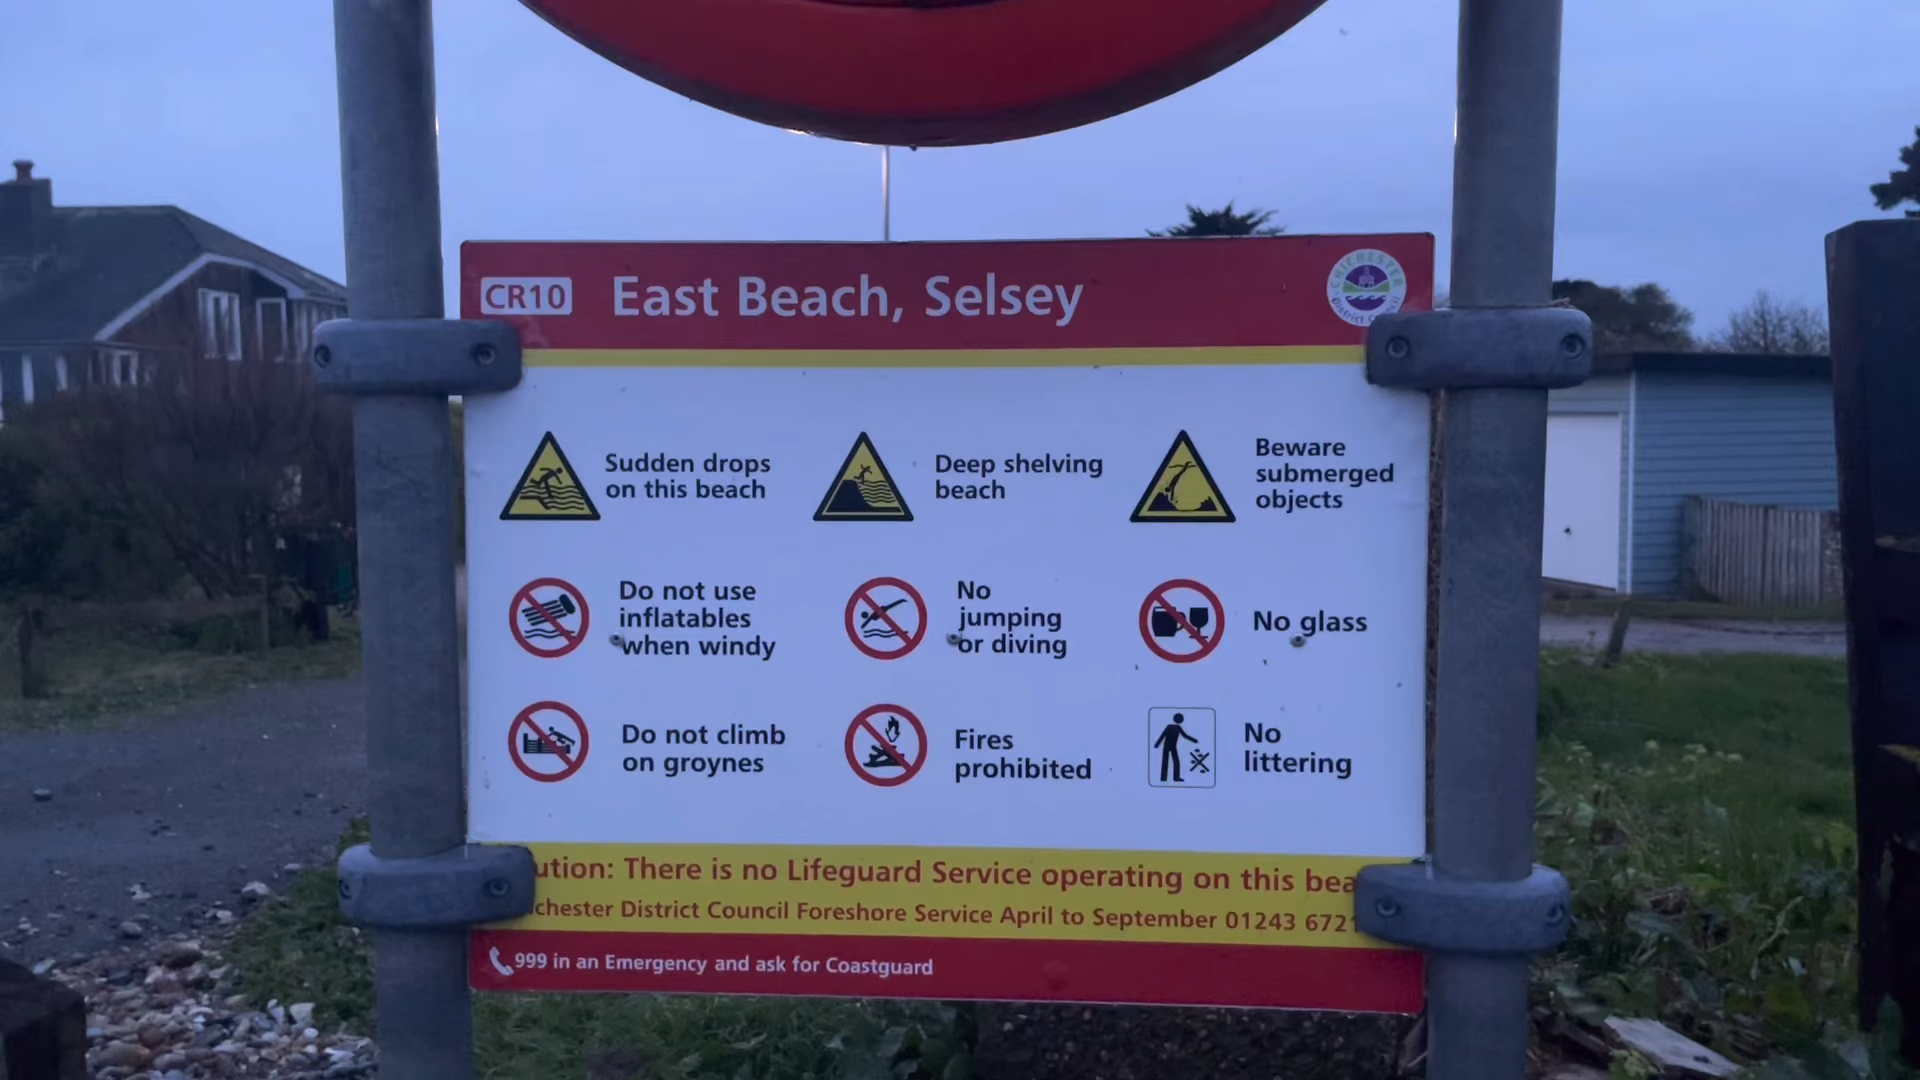 CR10 East Beach, Selsey
CHICHESTER
District
Sudden drops
on this beach
Deep shelving
beach
Beware
submerged
objects
Do not use
inflatables
when windy
No
jumping
or diving
No glass
Do not climb
on groynes
Fires
prohibited
No
littering
ution: There is no Lifeguard Service operating on this bea
chester District Council Foreshore Service April to September 01243 672
999 in an Emergency and ask for Coastguard